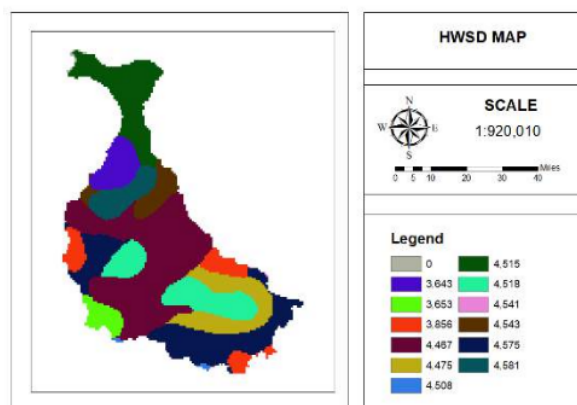 HWSD MAP
N
W E
S
SCALE
1:920,010
Miles
0 5 10 20 30 40
Legend
0 4.515
3.643 4.519
3.653 4.541
3.856 4.543
4.467 4.575
4.475 4.581
4.508